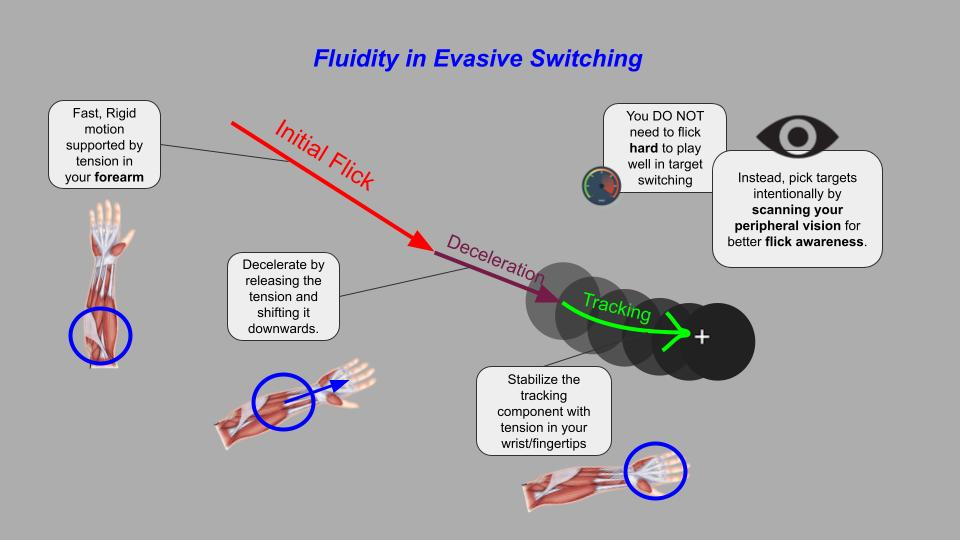 Fluidity in Evasive Switching
Fast, Rigid
motion
supported by
tension in
your forearm
Initial Flick
You DO NOT
need to flick
hard to play
well in target
switching
Instead, pick targets
intentionally by
scanning your
peripheral vision for
better flick awareness.
Decelerate by
releasing the
tension and
shifting it
downwards.
Deceleration
Tracking
Stabilize the
tracking
component with
tension in your
wrist/fingertips